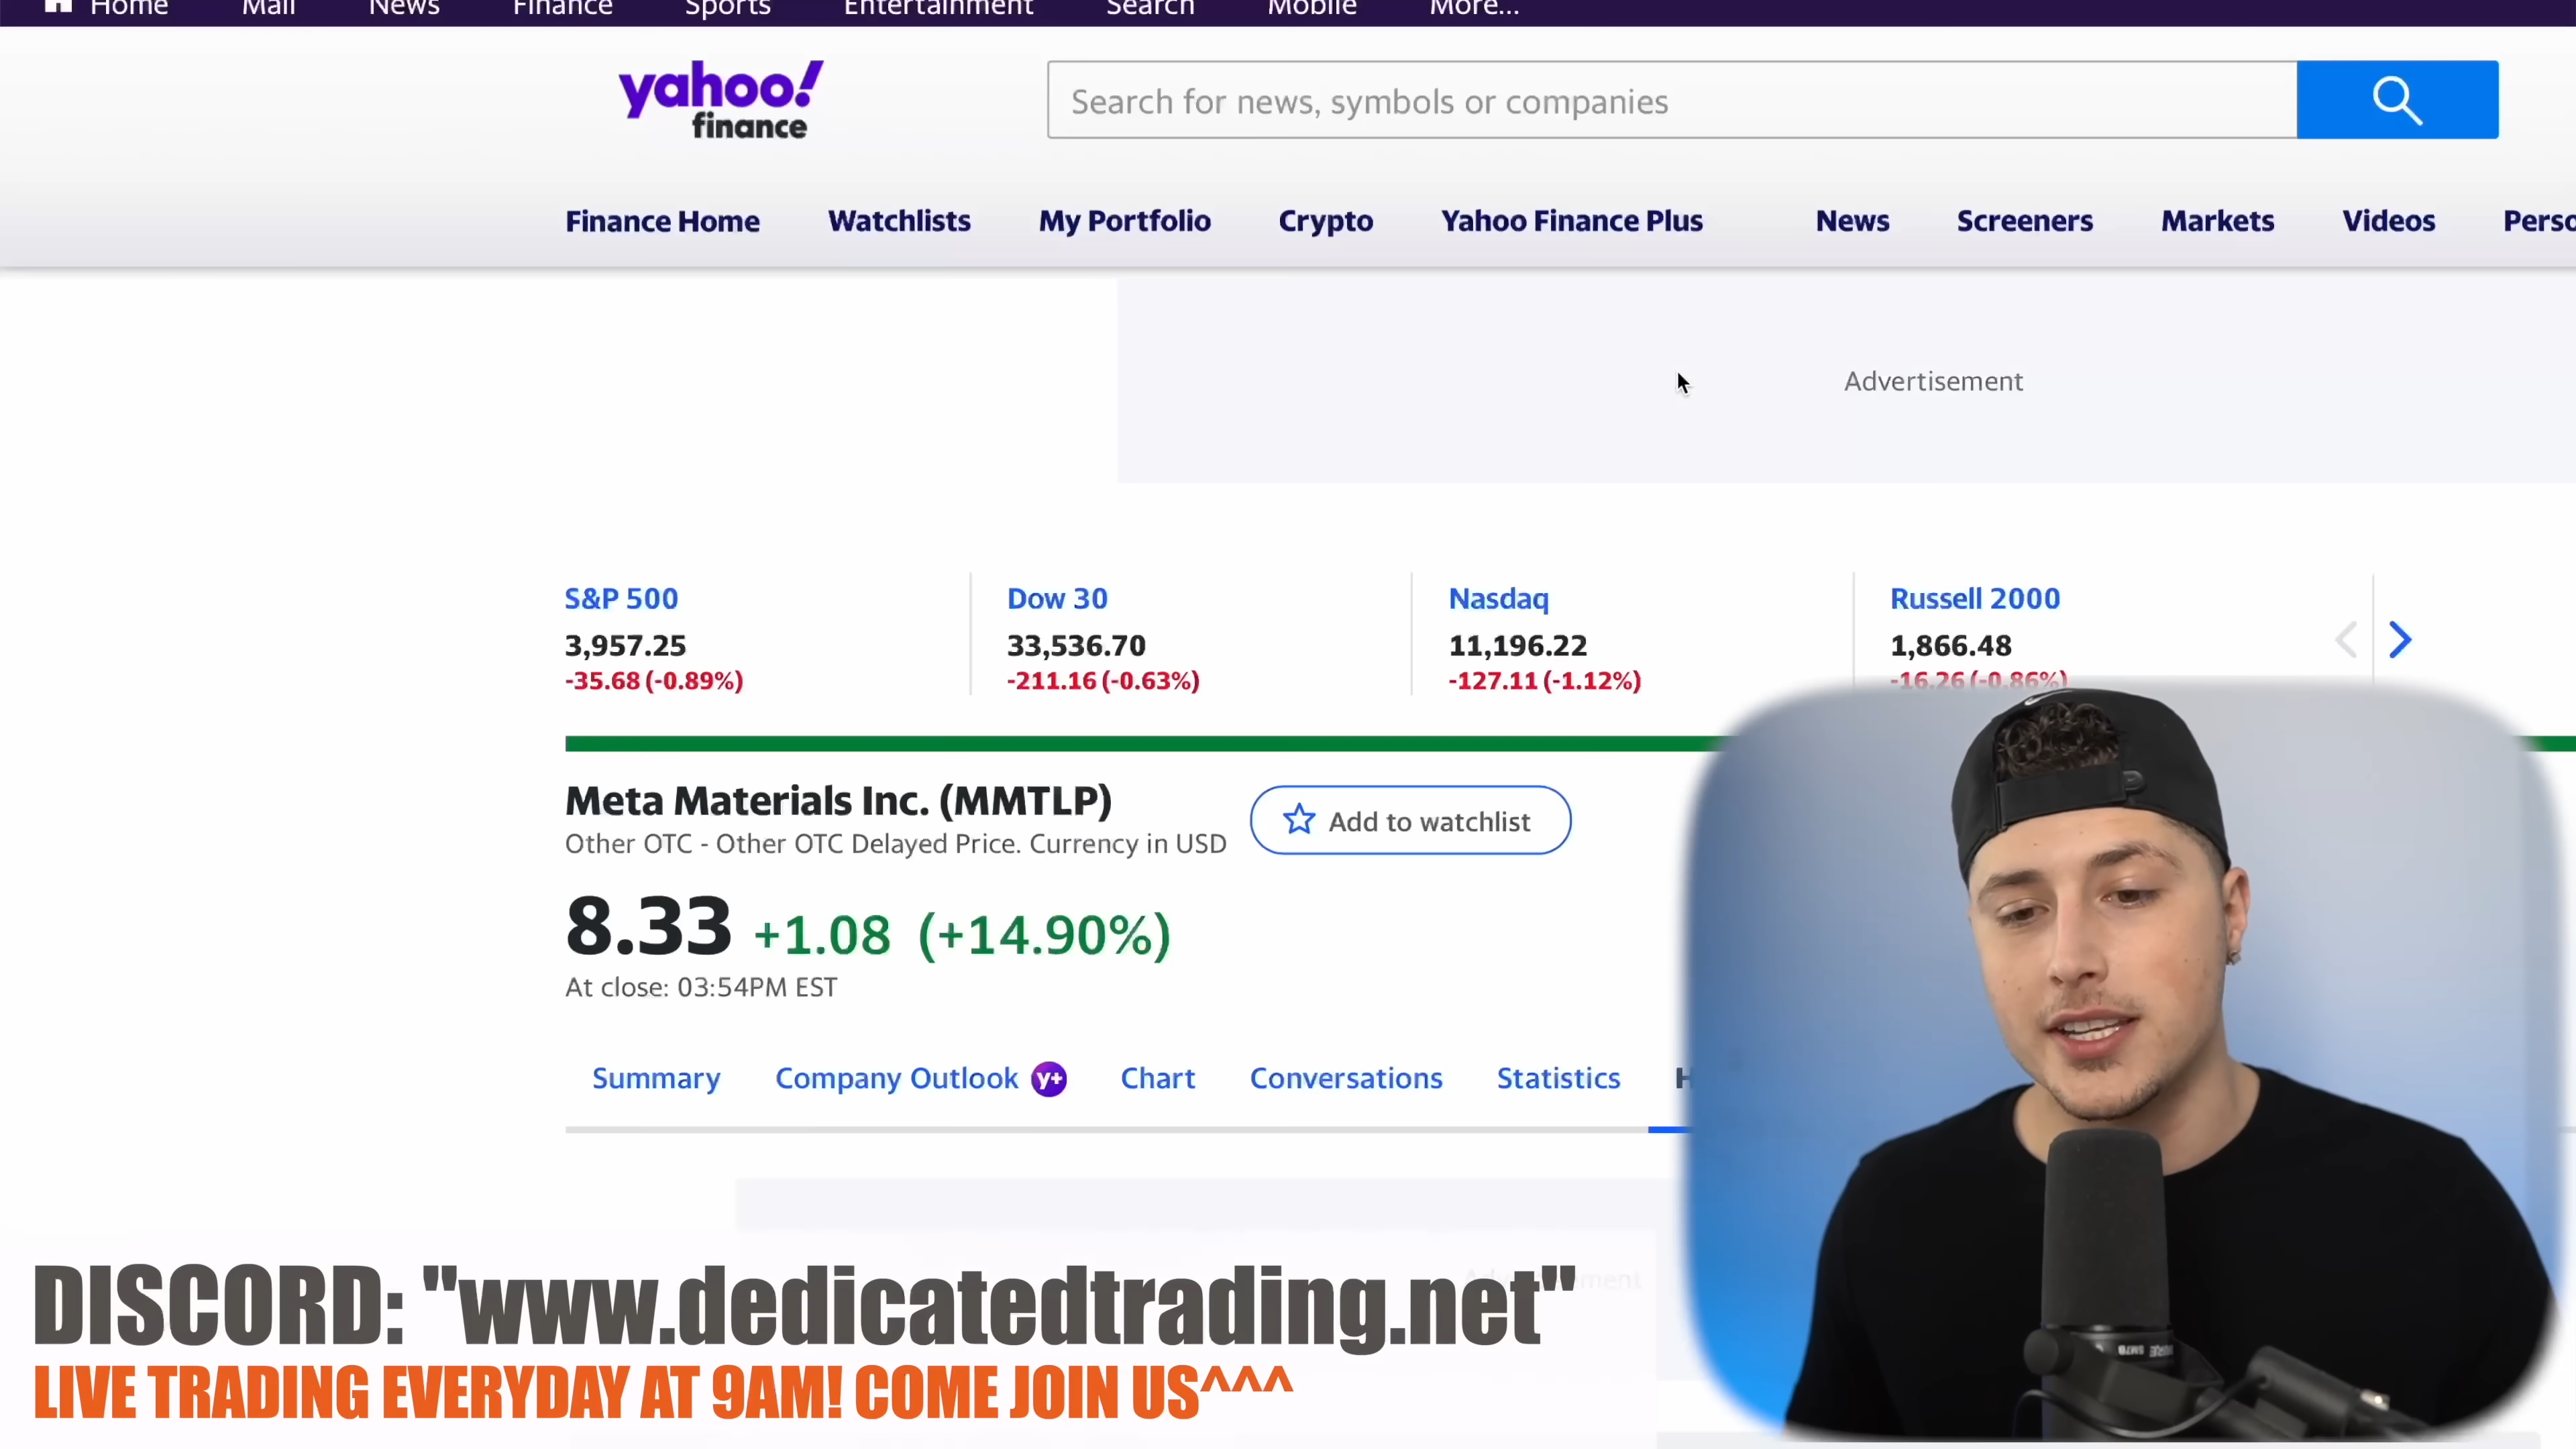 Home Mail News Finance Sports Entertainment Search Mobile More...
yahoo!
finance
Search for news, symbols or companies
Finance Home Watchlists My Portfolio Crypto Yahoo Finance Plus News Screeners Markets Videos
Advertisement
S&P 500 Dow 30 Nasdaq Russell 2000
3,957.25 33,536.70 11,196.22 1,866.48
-35.68 (-0.89%) -211.16 (-0.63%) -127.11 (-1.12%) -16.26 (-0.86%)
Meta Materials Inc. (MMTLP)
Add to watchlist
Other OTC - Other OTC Delayed Price. Currency in USD
8.33 +1.08 (+14.90%)
At close: 03:54PM EST
Summary Company Outlook y+ Chart Conversations Statistics
DISCORD: "www.dedicatedtrading.net"
LIVE TRADING EVERYDAY AT 9AM! COME JOIN US^^^